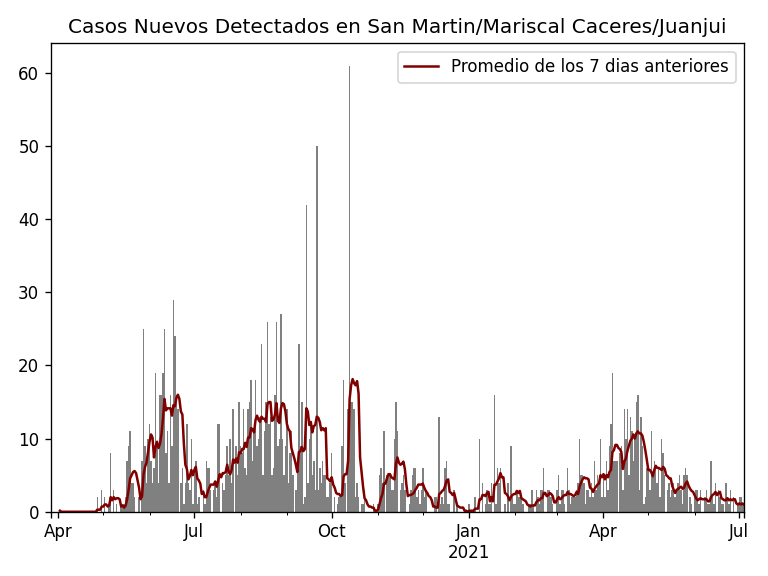 Casos Nuevos Detectados en San Martin/Mariscal Caceres/Juanjui
Promedio de los 7 dias anteriores
60
50
40
30
20
10
0
Apr Jul Oct Jan Apr Jul
2021